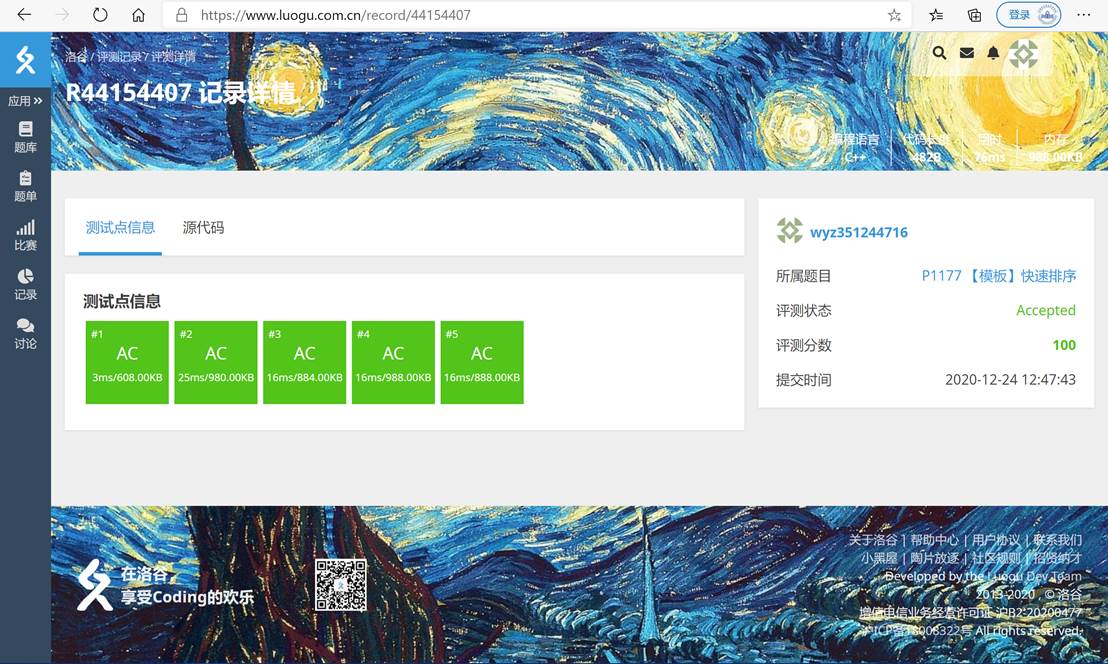 https://www.luogu.com.cn/record/44154407
登录
洛谷 / 评测记录 / 评测详情
R44154407 记录详情
应用
题库
题单
比赛
记录
讨论
编程语言
C++
代码长度
482B
用时
76ms
内存
988.00KB
测试点信息 源代码
测试点信息
#1
AC
3ms/608.00KB
#2
AC
25ms/980.00KB
#3
AC
16ms/884.00KB
#4
AC
16ms/988.00KB
#5
AC
16ms/888.00KB
wyz351244716
所属题目 P1177 【模板】快速排序
评测状态 Accepted
评测分数 100
提交时间 2020-12-24 12:47:43
在洛谷,
享受Coding的欢乐
关于洛谷 | 帮助中心 | 用户协议 | 联系我们
小黑屋 | 陶片放逐 | 社区规则 | 招贤纳才
Developed by the Luogu Dev Team
2013-2020 , © 洛谷
增值电信业务经营许可证 沪B2-20200477
沪ICP备18008322号 All rights reserved.